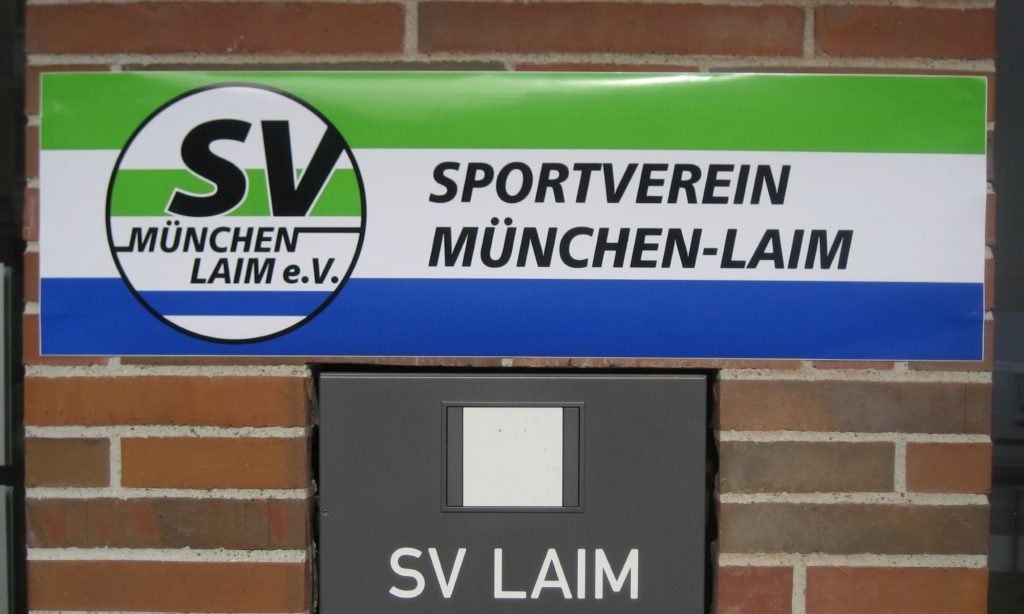 SV
MÜNCHEN
LAIM e.V.
SPORTVEREIN
MÜNCHEN-LAIM
SV LAIM